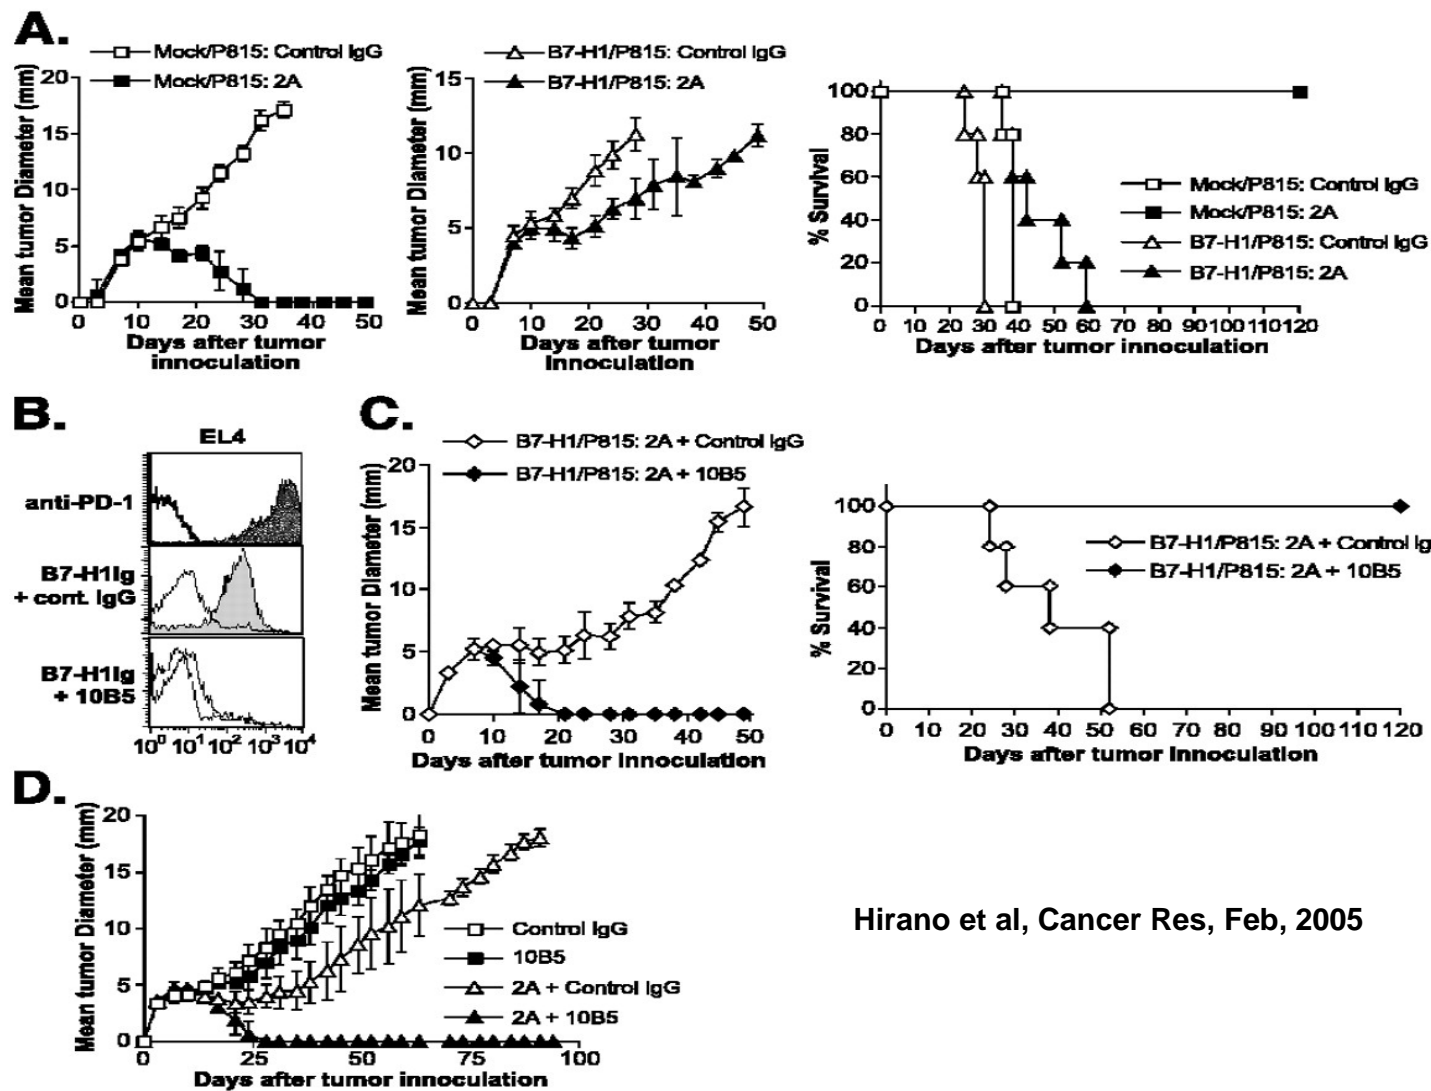 A.
Mock/P815: Control IgG
Mock/P815: 2A
Mean tumor Diameter (mm)
20
15
10
5
0
0 10 20 30 40 50
Days after tumor
innoculation
B7-H1/P815: Control IgG
B7-H1/P815: 2A
Mean tumor Diameter (mm)
15
10
5
0
0 10 20 30 40 50
Days after tumor
innoculation
% Survival
100
80
60
40
20
0
Mock/P815: Control IgG
Mock/P815: 2A
B7-H1/P815: Control IgG
B7-H1/P815: 2A
0 10 20 30 40 50 60 70 80 90 100 110 120
Days after tumor innoculation
B.
EL4
anti-PD-1
B7-H1Ig
+ cont. IgG
B7-H1Ig
+ 10B5
10⁰ 10¹ 10² 10³ 10⁴
C.
B7-H1/P815: 2A + Control IgG
B7-H1/P815: 2A + 10B5
Mean tumor Diameter (mm)
20
15
10
5
0
0 10 20 30 40 50
Days after tumor innoculation
% Survival
100
80
60
40
20
0
B7-H1/P815: 2A + Control Ig
B7-H1/P815: 2A + 10B5
0 10 20 30 40 50 60 70 80 90 100 110 120
Days after tumor innoculation
D.
Mean tumor Diameter (mm)
20
15
10
5
0
Control IgG
10B5
2A + Control IgG
2A + 10B5
0 25 50 75 100
Days after tumor innoculation
Hirano et al, Cancer Res, Feb, 2005